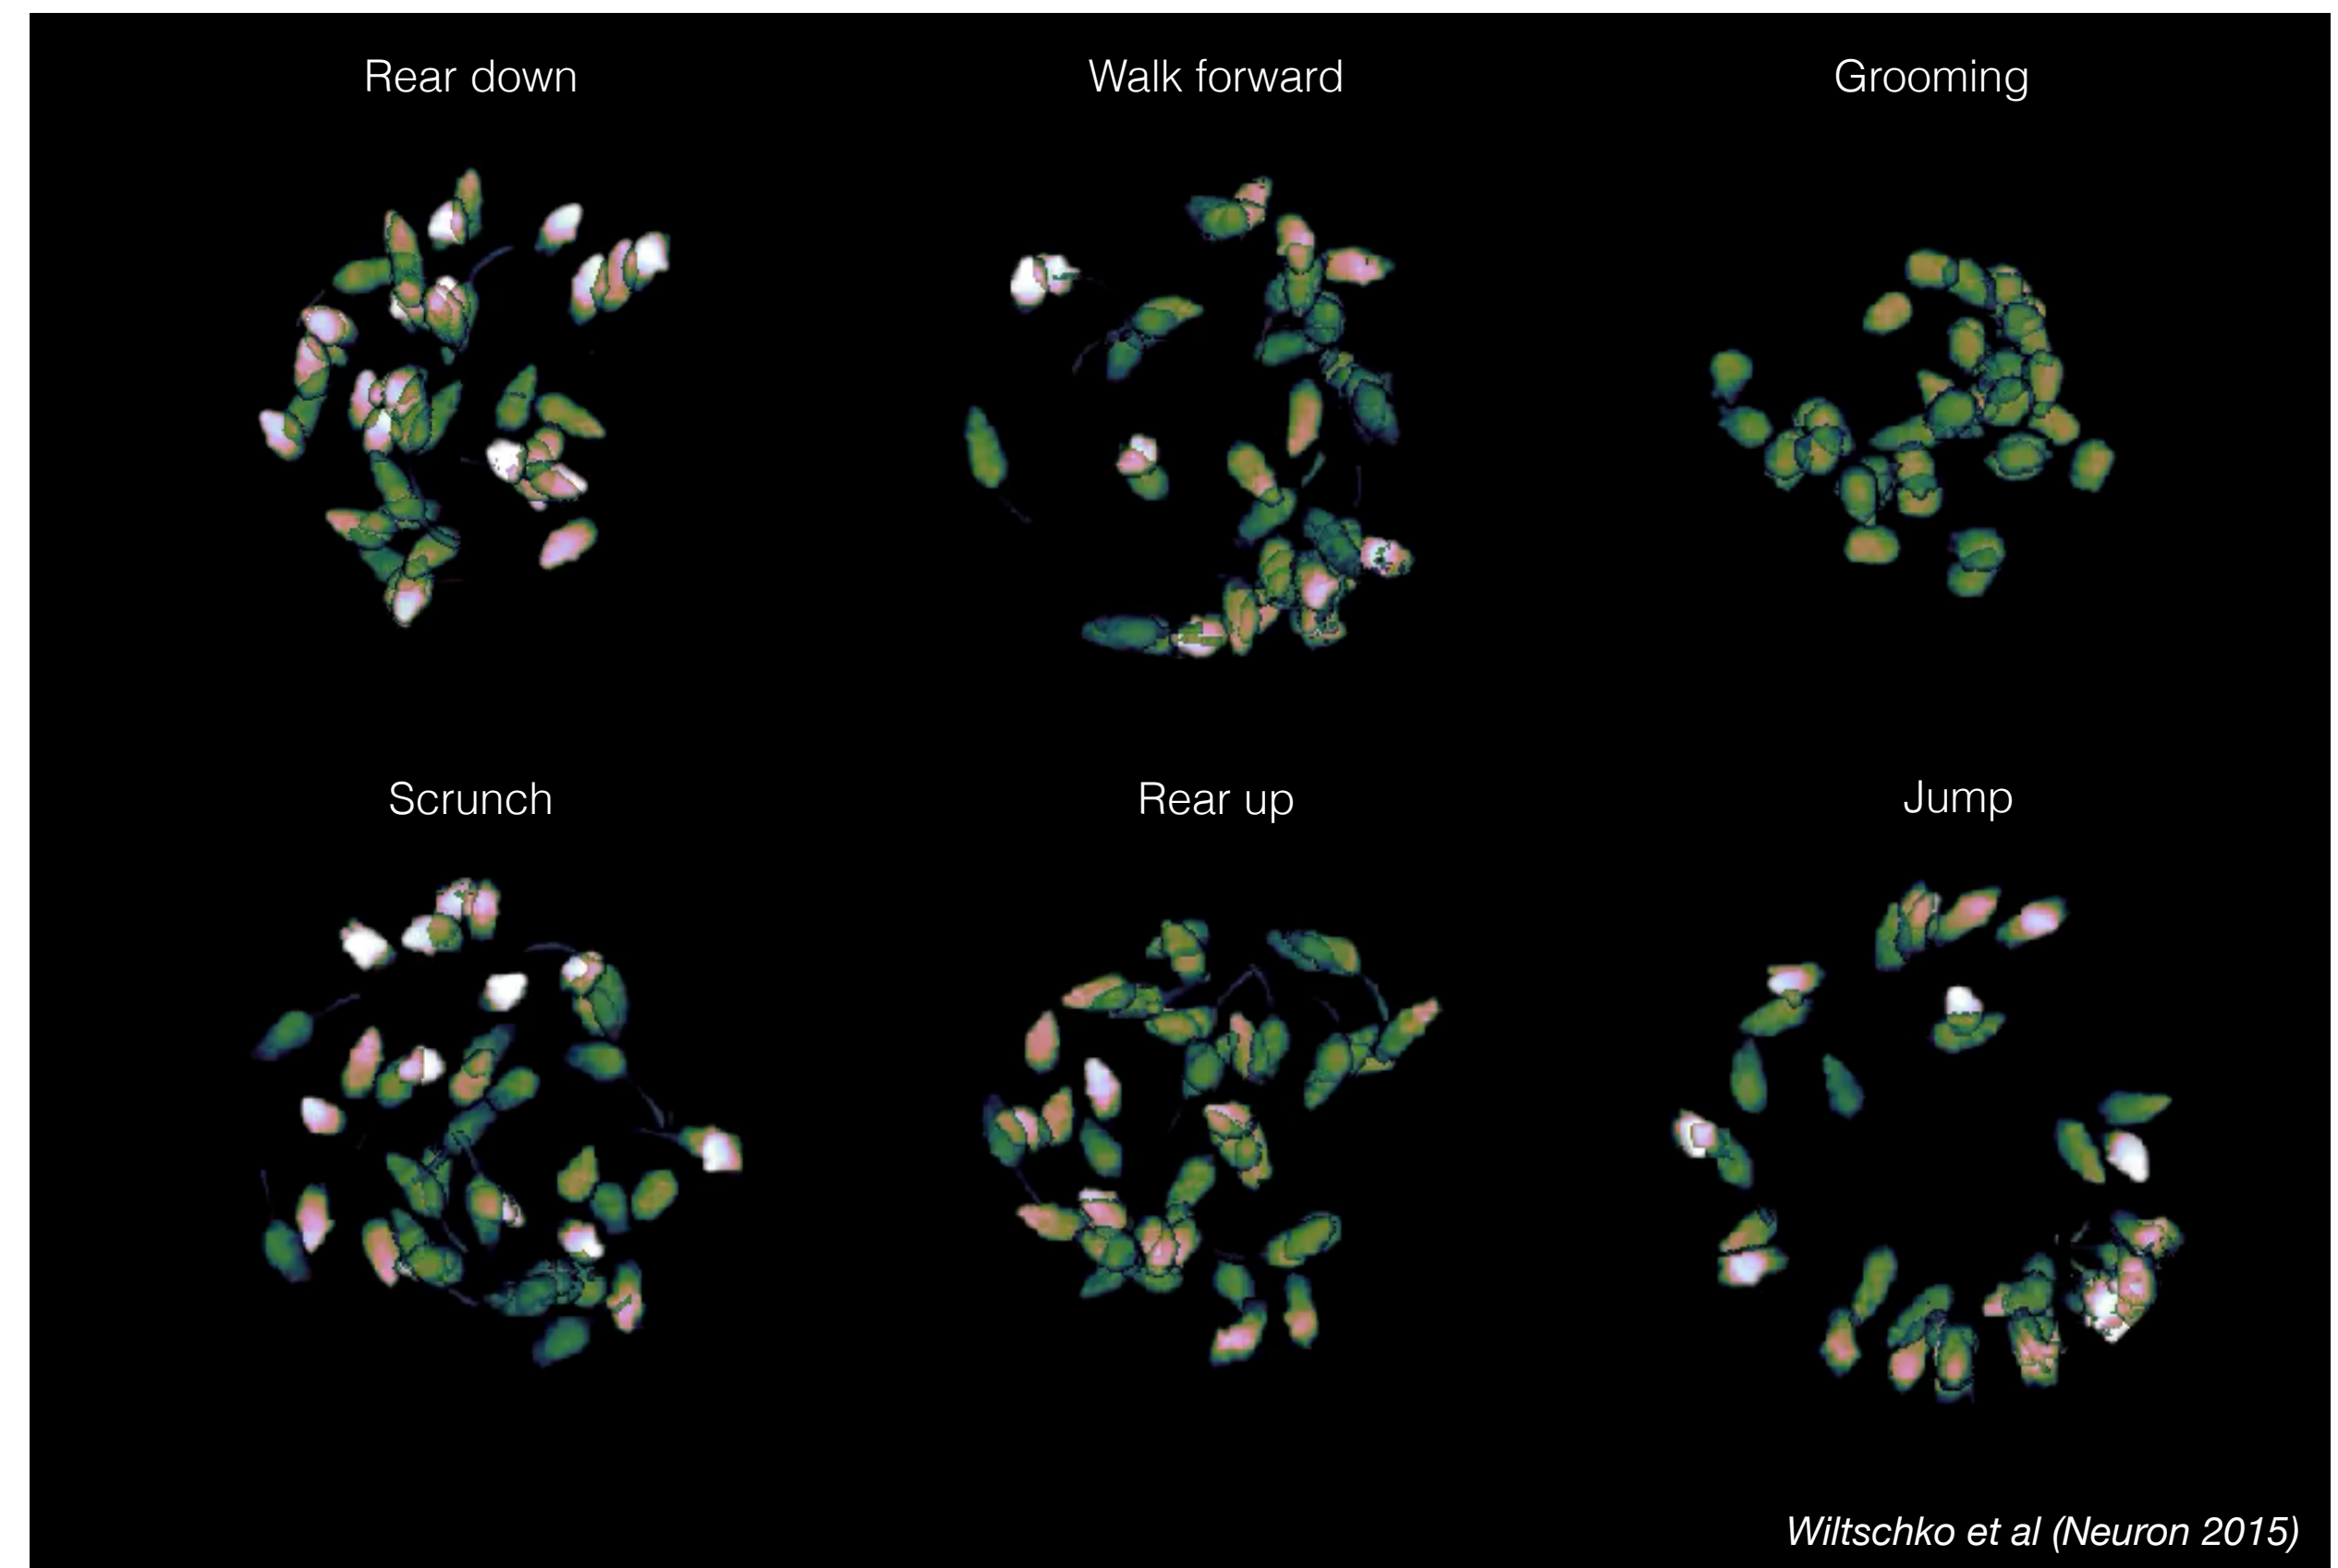 Rear down
Walk forward
Grooming
Scrunch
Rear up
Jump
Wiltschko et al (Neuron 2015)